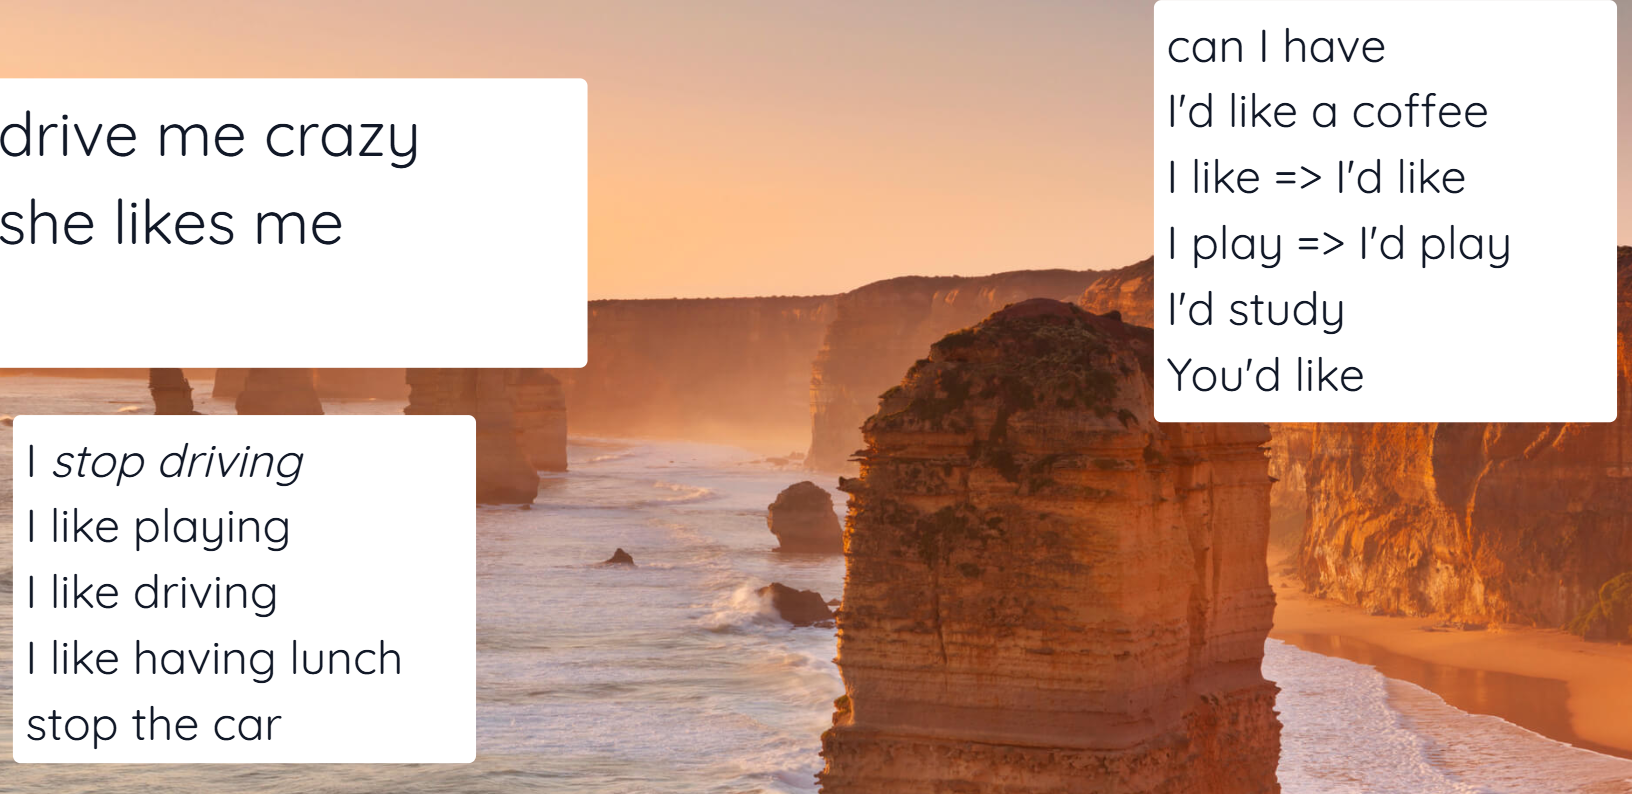 drive me crazy
she likes me
I stop driving
I like playing
I like driving
I like having lunch
stop the car
can I have
I'd like a coffee
I like => I'd like
I play => I'd play
I'd study
You'd like